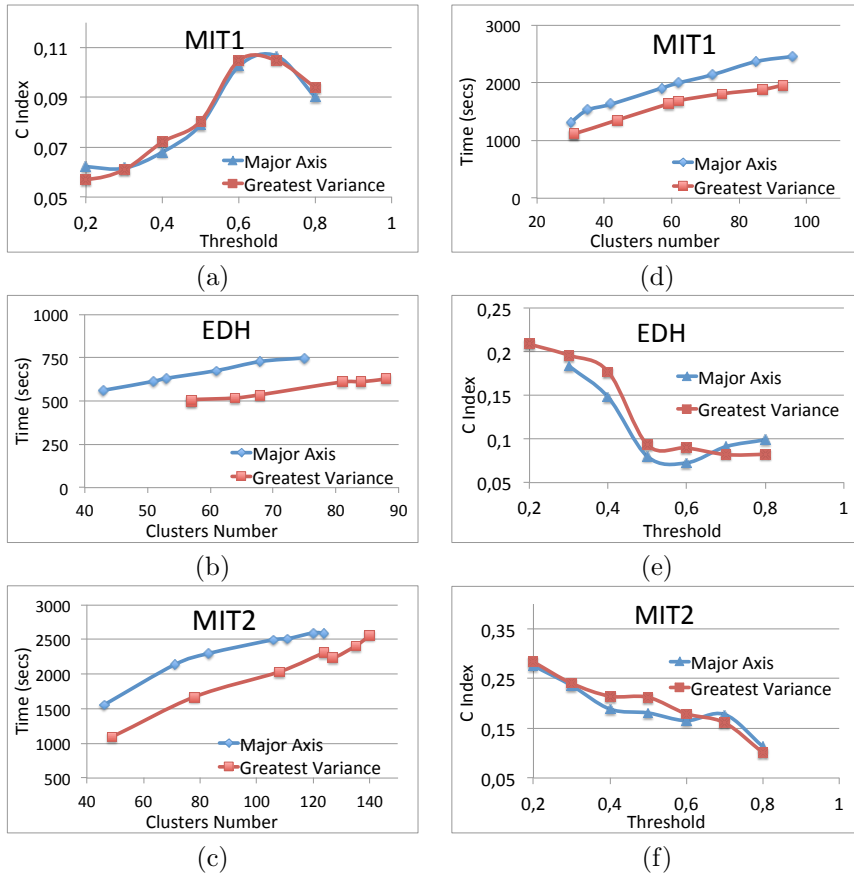 MIT1
C Index
0,11
0,09
0,07
0,05
0,2 0,4 0,6 0,8 1
Threshold
Major Axis
Greatest Variance
(a)
MIT1
Time (secs)
3000
2000
1000
0
20 40 60 80 100
Clusters number
Major Axis
Greatest Variance
(d)
EDH
Time (secs)
1000
750
500
250
0
40 50 60 70 80 90
Clusters Number
Major Axis
Greatest Variance
(b)
EDH
C Index
0,25
0,2
0,15
0,1
0,05
0,2 0,4 0,6 0,8 1
Threshold
Major Axis
Greatest Variance
(e)
MIT2
Time (secs)
3000
2500
2000
1500
1000
500
40 60 80 100 120 140
Clusters Number
Major Axis
Greatest Variance
(c)
MIT2
C Index
0,35
0,25
0,15
0,05
0,2 0,4 0,6 0,8 1
Threshold
Major Axis
Greatest Variance
(f)